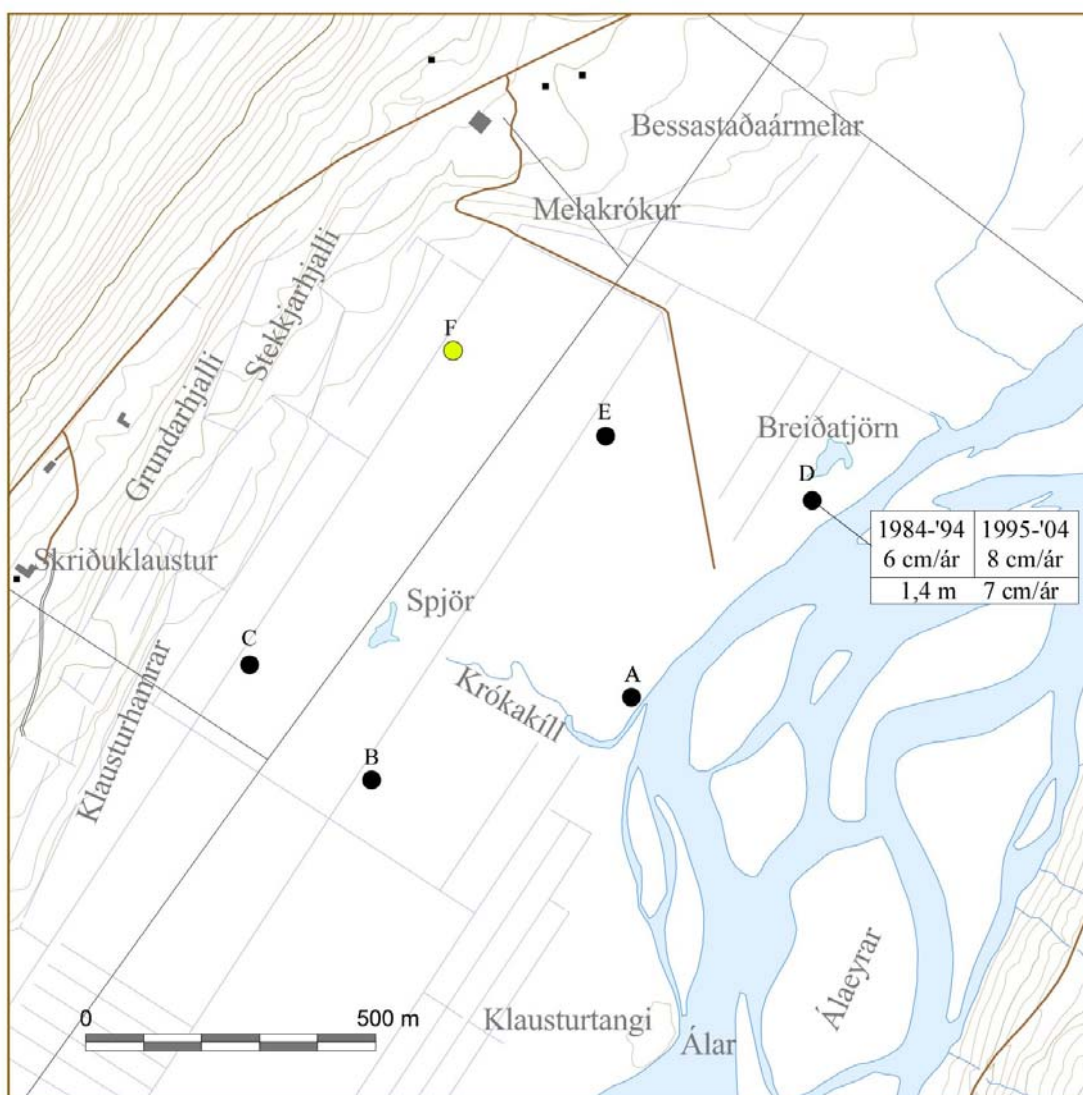 Bessastaðaármelar
Melakrókur
Stekkjarhjalli
F
Grundarhjalli
E
Breiðatjörn
D
1984-'94 1995-'04
6 cm/ár 8 cm/ár
1,4 m 7 cm/ár
Skriðuklaustur
Spjör
C
A
Krókakíll
Klausturhamrar
B
Álaeyrar
0 500 m
Klausturtangi
Álar